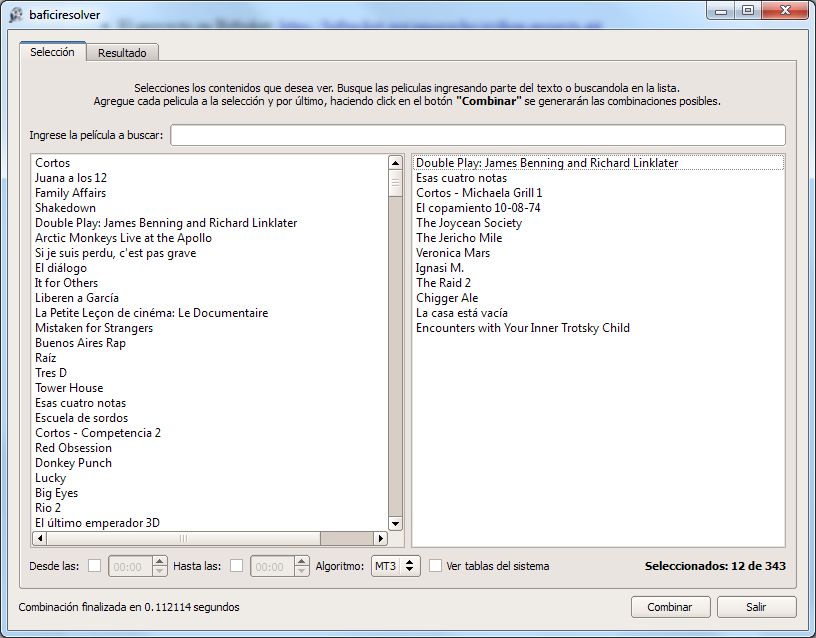 baficiresolver
Selección
Resultado
Selecciones los contenidos que desea ver. Busque las peliculas ingresando parte del texto o buscandola en la lista.
Agregue cada pelicula a la selección y por último, haciendo click en el botón "Combinar" se generarán las combinaciones posibles.
Ingrese la película a buscar:
Cortos
Juana a los 12
Family Affairs
Shakedown
Double Play: James Benning and Richard Linklater
Arctic Monkeys Live at the Apollo
Si je suis perdu, c'est pas grave
El diálogo
It for Others
Liberen a García
La Petite Leçon de cinéma: Le Documentaire
Mistaken for Strangers
Buenos Aires Rap
Raíz
Tres D
Tower House
Esas cuatro notas
Escuela de sordos
Cortos - Competencia 2
Red Obsession
Donkey Punch
Lucky
Big Eyes
Rio 2
El último emperador 3D
Double Play: James Benning and Richard Linklater
Esas cuatro notas
Cortos - Michaela Grill 1
El copamiento 10-08-74
The Joycean Society
The Jericho Mile
Veronica Mars
Ignasi M.
The Raid 2
Chigger Ale
La casa está vacía
Encounters with Your Inner Trotsky Child
Desde las: 00:00 Hasta las: 00:00 Algoritmo: MT3 Ver tablas del sistema Seleccionados: 12 de 343
Combinación finalizada en 0.112114 segundos
Combinar
Salir